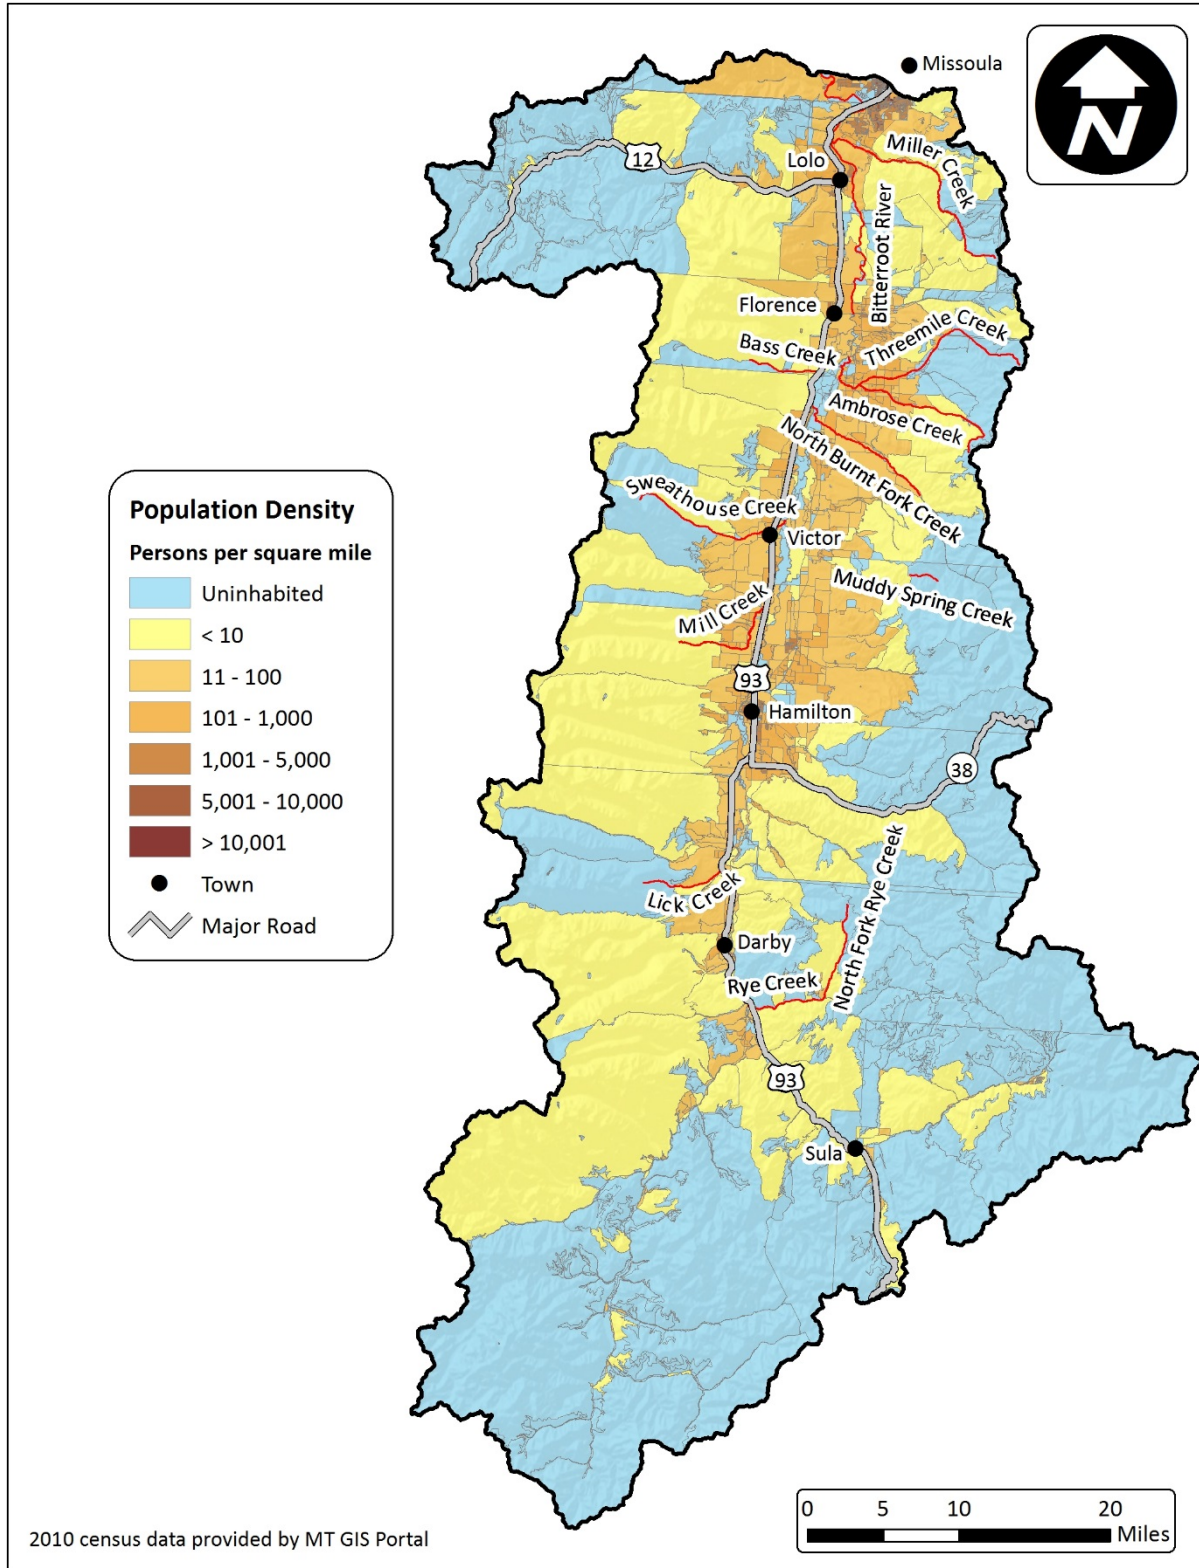 Missoula
N
12
Lolo
Miller Creek
Bitterroot River
Florence
Bass Creek
Threemile Creek
Ambrose Creek
North Burnt Fork Creek
Sweathouse Creek
Victor
Muddy Spring Creek
Mill Creek
93
Hamilton
38
Lick Creek
North Fork Rye Creek
Darby
Rye Creek
93
Sula
Population Density
Persons per square mile
Uninhabited
< 10
11 - 100
101 - 1,000
1,001 - 5,000
5,001 - 10,000
> 10,001
Town
Major Road
0 5 10 20
Miles
2010 census data provided by MT GIS Portal